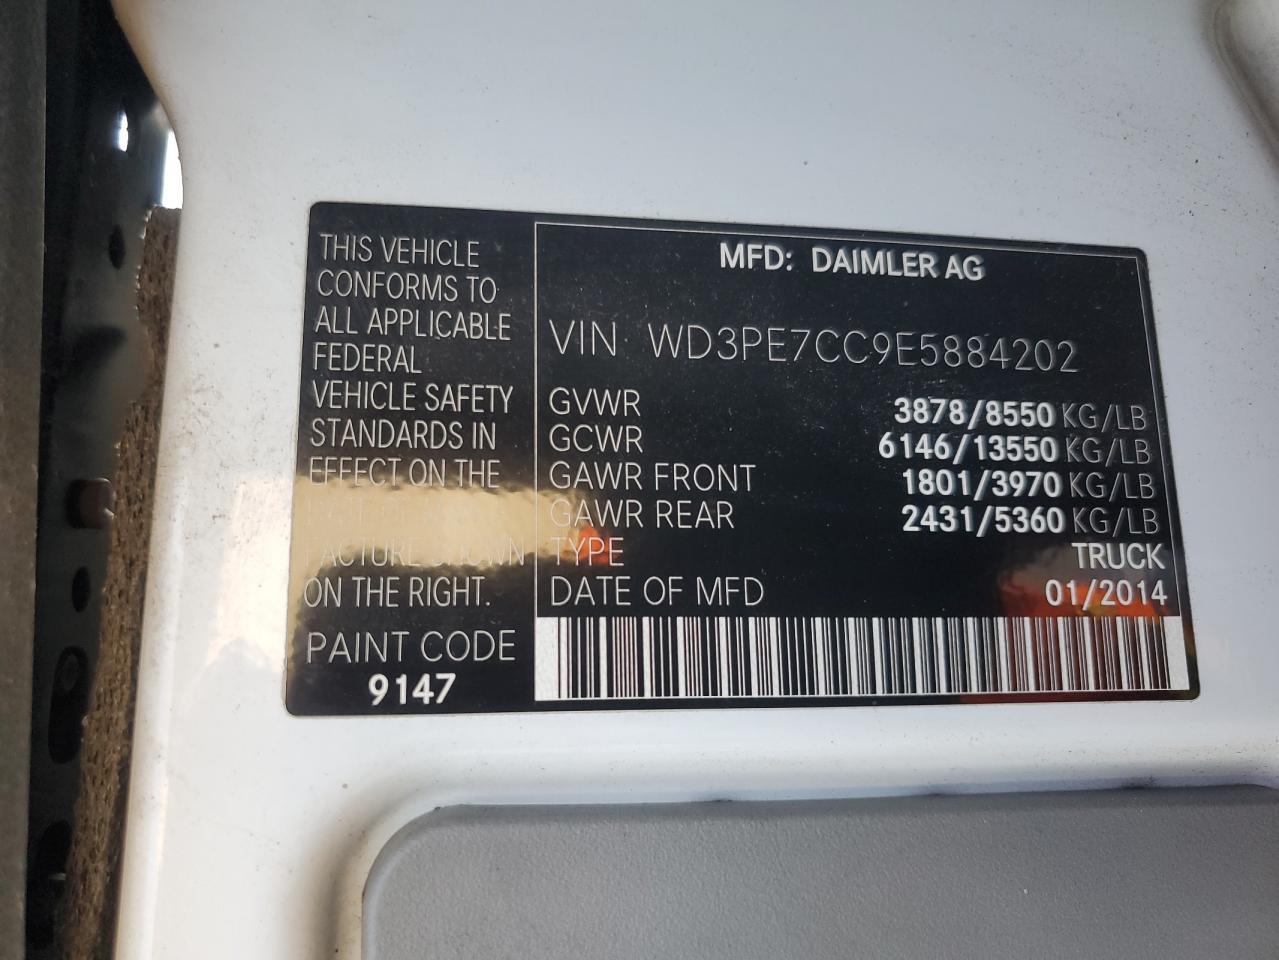 THIS VEHICLE
CONFORMS TO
ALL APPLICABLE
FEDERAL
VEHICLE SAFETY
STANDARDS IN
EFFECT ON THE
FACTURE SHOWN
ON THE RIGHT.
PAINT CODE
9147
MFD: DAIMLER AG
VIN WD3PE7CC9E5884202
GVWR 3878/8550 KG/LB
GCWR 6146/13550 KG/LB
GAWR FRONT 1801/3970 KG/LB
GAWR REAR 2431/5360 KG/LB
TYPE TRUCK
DATE OF MFD 01/2014